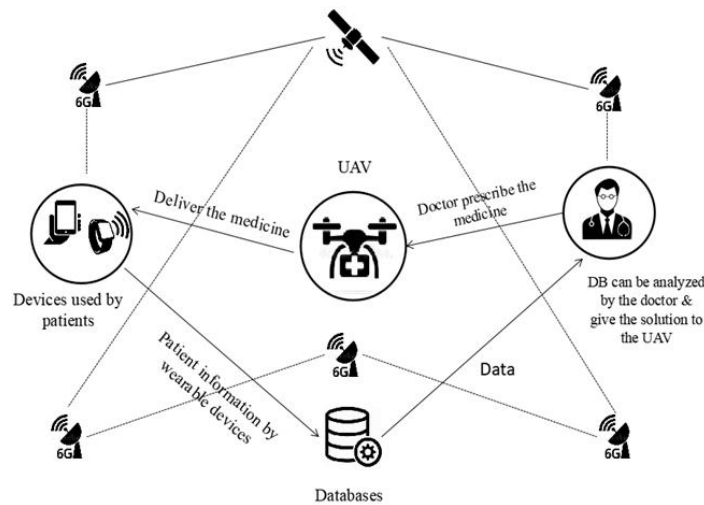 6G
6G
UAV
Deliver the medicine
Doctor prescribe the
medicine
Devices used by
patients
DB can be analyzed
by the doctor &
give the solution to
the UAV
Patient information by
wearable devices
6G
Data
6G
6G
Databases